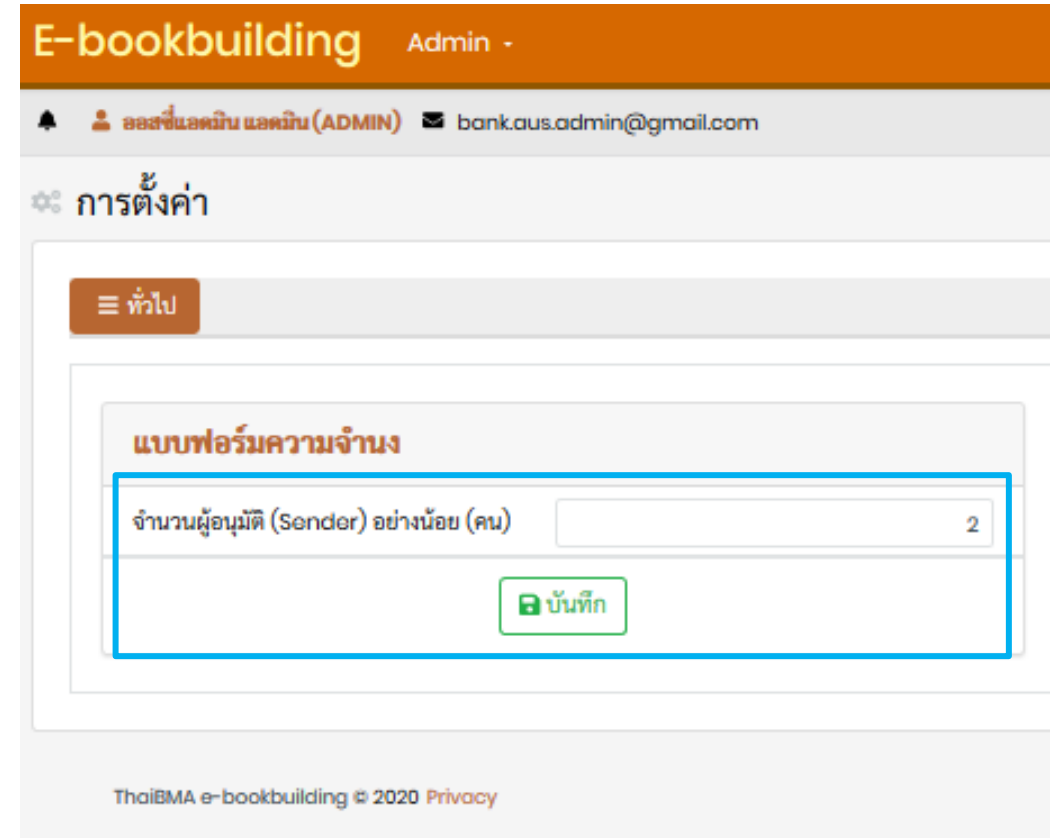 E-bookbuilding Admin
ออสซี่แอดมิน แอดมิน (ADMIN) bank.aus.admin@gmail.com
การตั้งค่า
ทั่วไป
แบบฟอร์มความจำนง
จำนวนผู้อนุมัติ (Sender) อย่างน้อย (คน) 2
บันทึก
ThaiBMA e-bookbuilding © 2020 Privacy